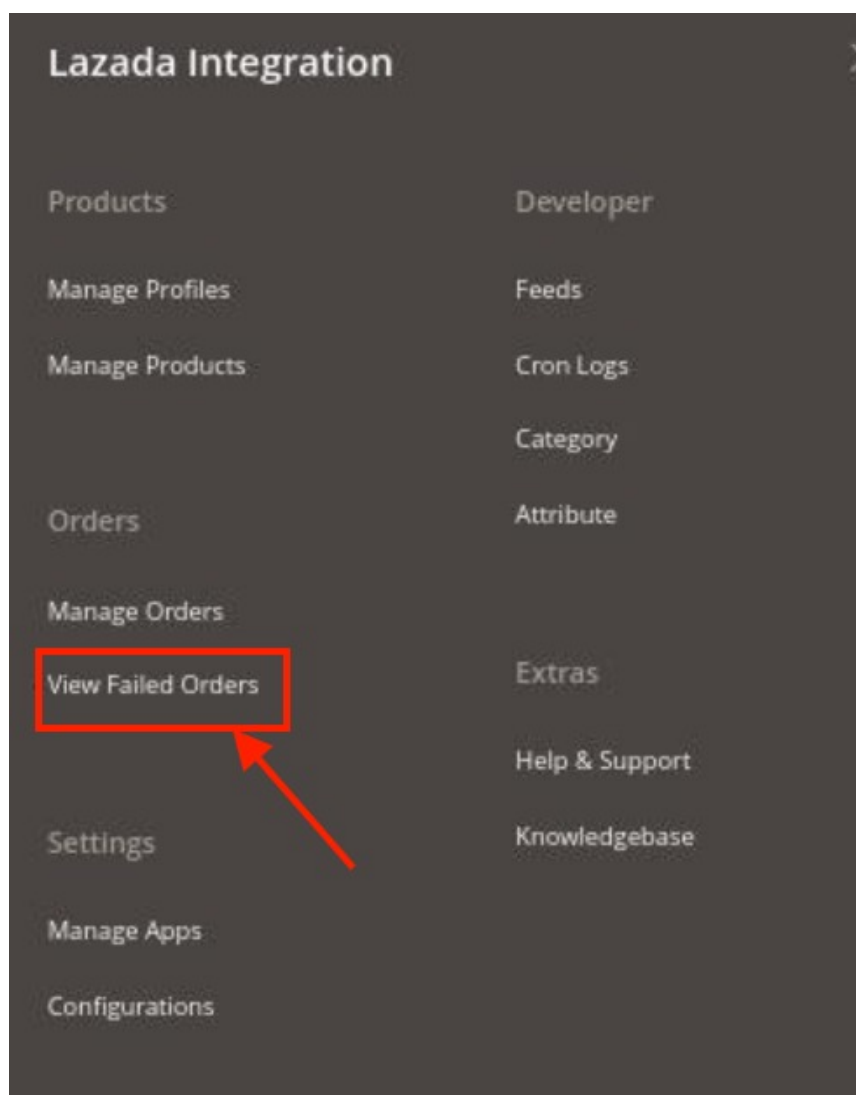 Lazada Integration
Products
Manage Profiles
Manage Products
Orders
Manage Orders
View Failed Orders
Settings
Manage Apps
Configurations
Developer
Feeds
Cron Logs
Category
Attribute
Extras
Help & Support
Knowledgebase